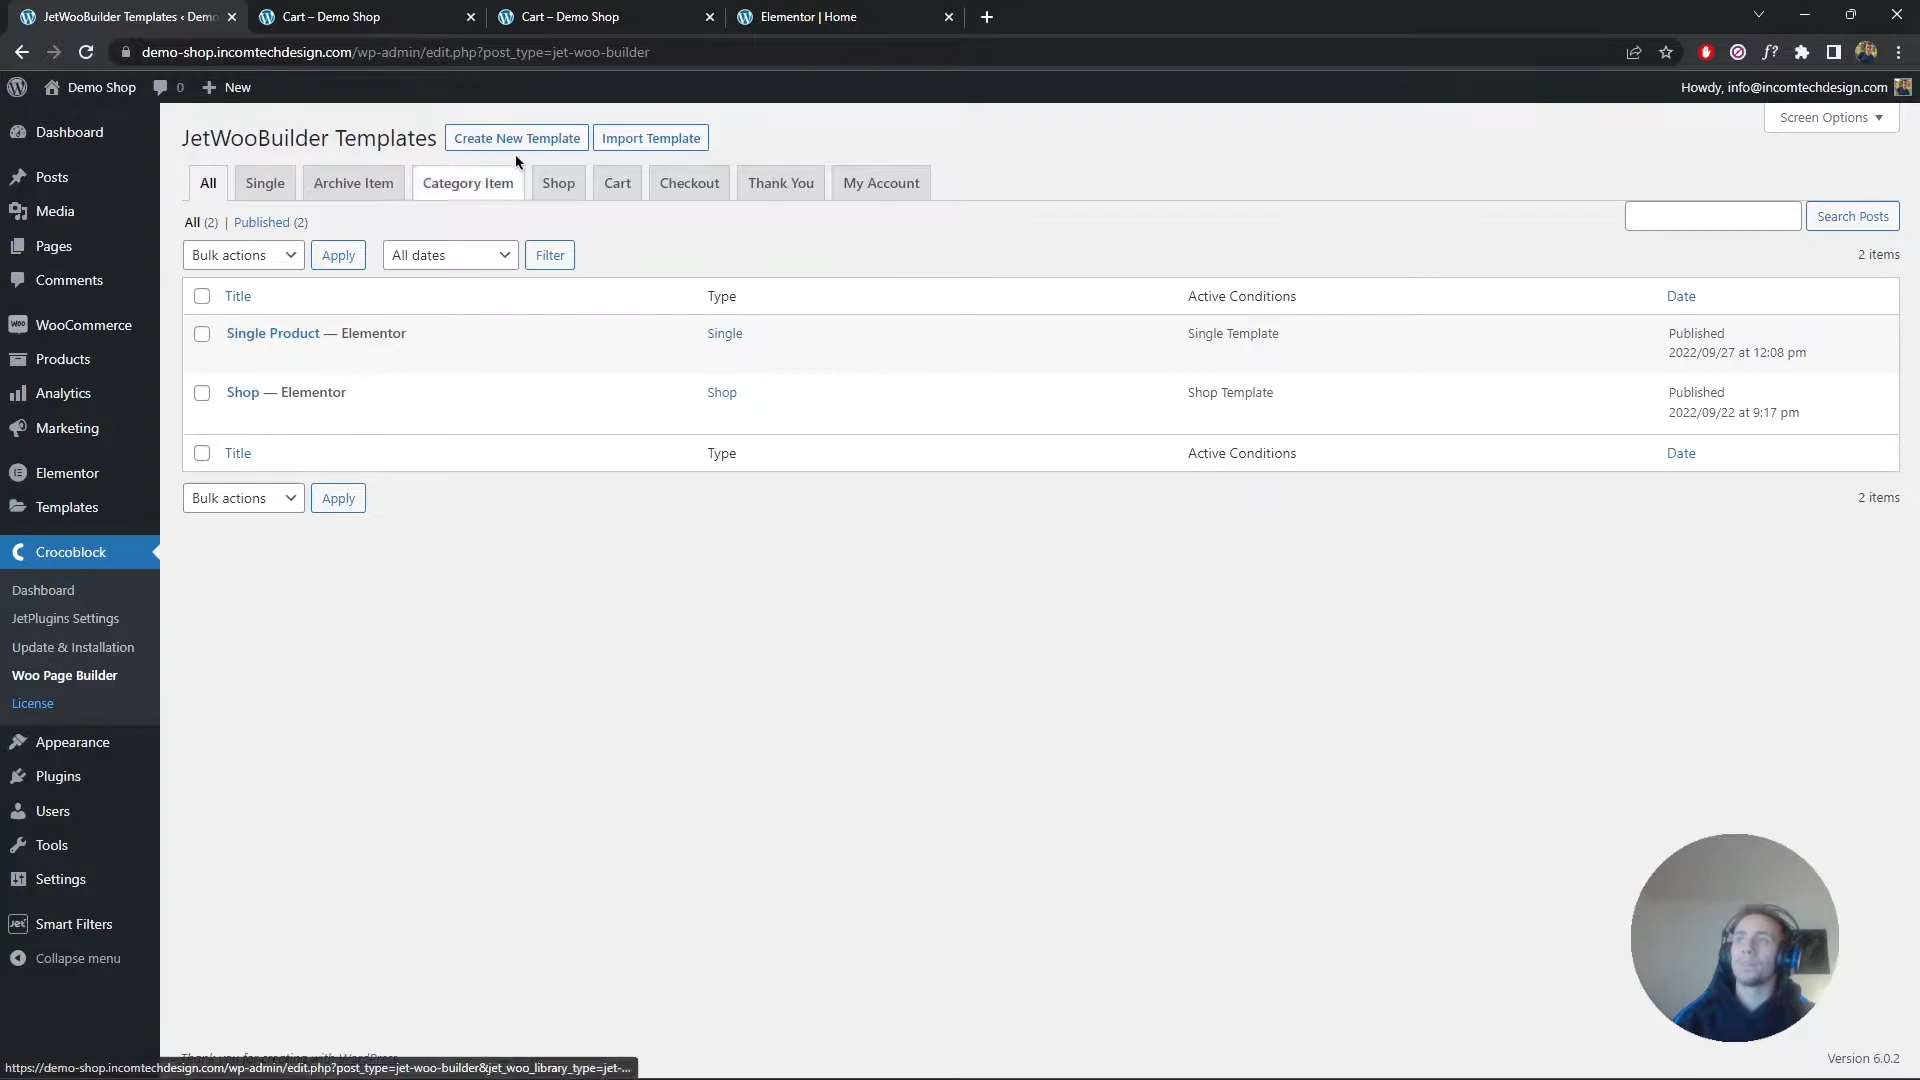 JetWooBuilder Templates ‹ Demo
Cart – Demo Shop
Cart – Demo Shop
Elementor | Home
demo-shop.incomtechdesign.com/wp-admin/edit.php?post_type=jet-woo-builder
Demo Shop
0
New
Howdy, info@incomtechdesign.com
Screen Options
Dashboard
Posts
Media
Pages
Comments
WooCommerce
Products
Analytics
Marketing
Elementor
Templates
Crocoblock
Dashboard
JetPlugins Settings
Update & Installation
Woo Page Builder
License
Appearance
Plugins
Users
Tools
Settings
Smart Filters
Collapse menu
JetWooBuilder Templates Create New Template Import Template
All Single Archive Item Category Item Shop Cart Checkout Thank You My Account
All (2) | Published (2)
Search Posts
Bulk actions Apply All dates Filter
2 items
Title Type Active Conditions Date
Single Product — Elementor Single Single Template Published
2022/09/27 at 12:08 pm
Shop — Elementor Shop Shop Template Published
2022/09/22 at 9:17 pm
Title Type Active Conditions Date
Bulk actions Apply
2 items
Thank you for creating with WordPress.
Version 6.0.2
https://demo-shop.incomtechdesign.com/wp-admin/edit.php?post_type=jet-woo-builder&jet_woo_library_type=jet-...